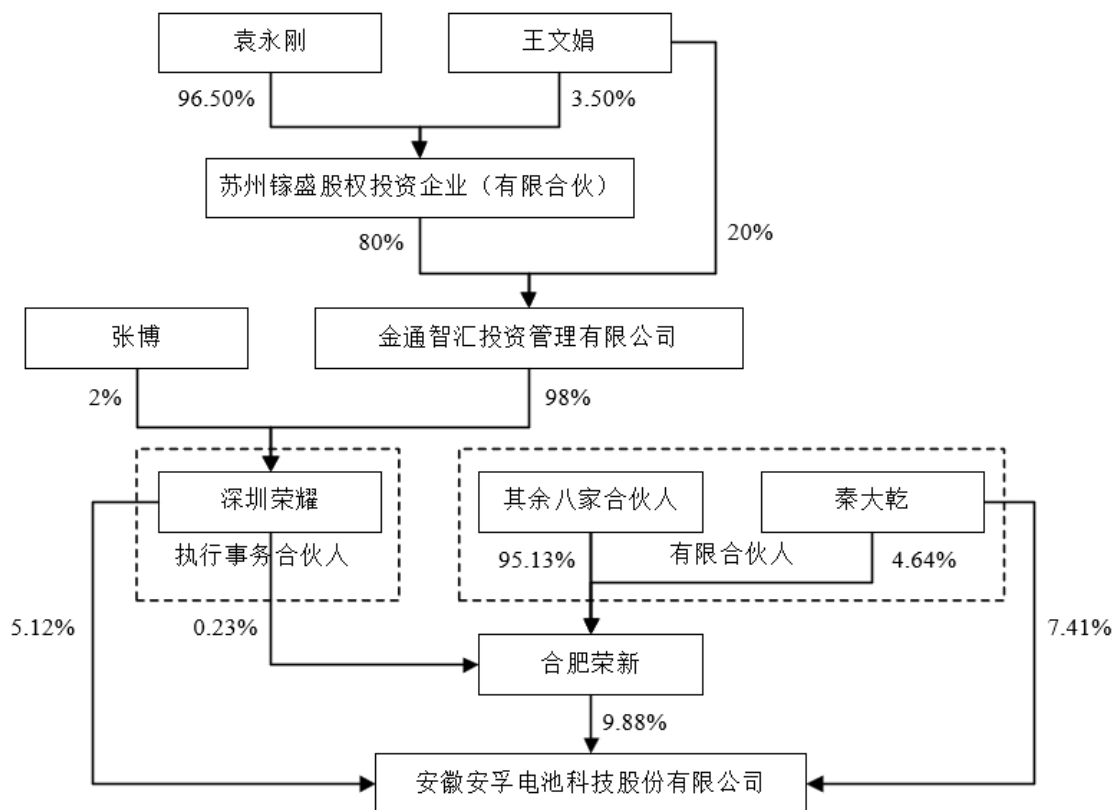 袁永刚
王文娟
96.50%
3.50%
苏州镓盛股权投资企业（有限合伙）
80%
20%
张博
金通智汇投资管理有限公司
2%
98%
深圳荣耀
其余八家合伙人
秦大乾
执行事务合伙人
95.13%
有限合伙人
4.64%
5.12%
0.23%
7.41%
合肥荣新
9.88%
安徽安孚电池科技股份有限公司